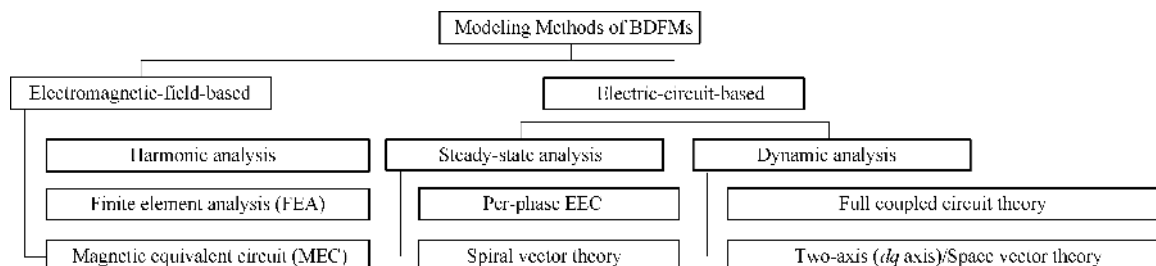 Modeling Methods of BDFMs
Electromagnetic-field-based
Electric-circuit-based
Harmonic analysis
Steady-state analysis
Dynamic analysis
Finite element analysis (FEA)
Per-phase EEC
Full coupled circuit theory
Magnetic equivalent circuit (MEC)
Spiral vector theory
Two-axis (dq axis)/Space vector theory